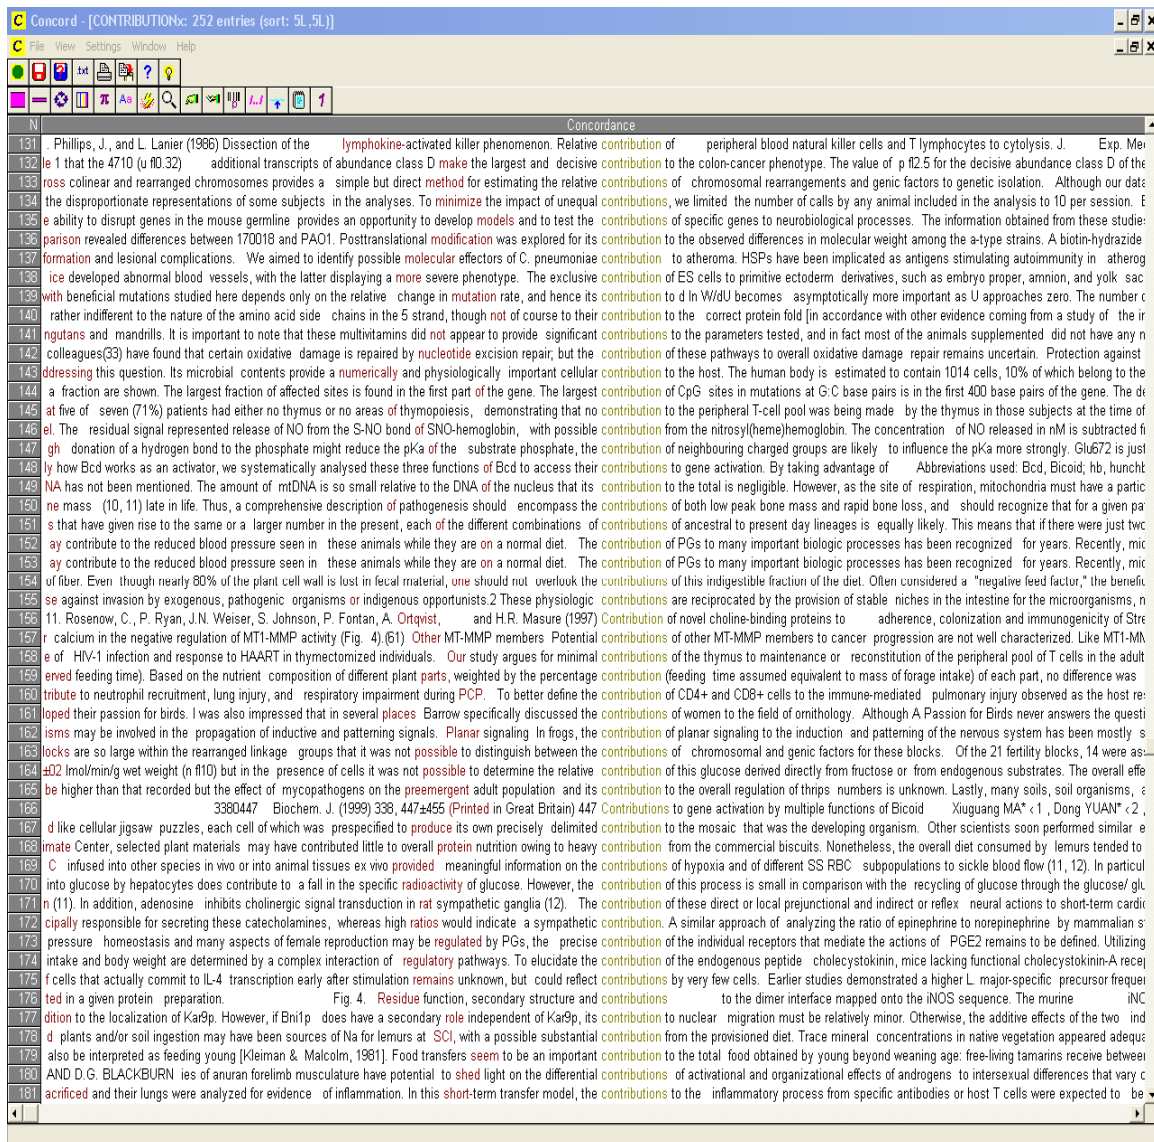 C Concord - [CONTRIBUTIONx: 252 entries (sort: 5L,5L)]
C File View Settings Window Help
.txt ?
π Aa
N Concordance
131 . Phillips, J., and L. Lanier (1986) Dissection of the lymphokine-activated killer phenomenon. Relative contribution of peripheral blood natural killer cells and T lymphocytes to cytolysis. J. Exp. Me
132 le 1 that the 4710 (u fl0.32) additional transcripts of abundance class D make the largest and decisive contribution to the colon-cancer phenotype. The value of p fl2.5 for the decisive abundance class D of the
133 ross colinear and rearranged chromosomes provides a simple but direct method for estimating the relative contributions of chromosomal rearrangements and genic factors to genetic isolation. Although our data
134 the disproportionate representations of some subjects in the analyses. To minimize the impact of unequal contributions, we limited the number of calls by any animal included in the analysis to 10 per session. E
135 e ability to disrupt genes in the mouse germline provides an opportunity to develop models and to test the contributions of specific genes to neurobiological processes. The information obtained from these studie
136 parison revealed differences between 170018 and PAO1. Posttranslational modification was explored for its contribution to the observed differences in molecular weight among the a-type strains. A biotin-hydrazide
137 formation and lesional complications. We aimed to identify possible molecular effectors of C. pneumoniae contribution to atheroma. HSPs have been implicated as antigens stimulating autoimmunity in atherog
138 ice developed abnormal blood vessels, with the latter displaying a more severe phenotype. The exclusive contribution of ES cells to primitive ectoderm derivatives, such as embryo proper, amnion, and yolk sac
139 with beneficial mutations studied here depends only on the relative change in mutation rate, and hence its contribution to d ln W/dU becomes asymptotically more important as U approaches zero. The number o
140 rather indifferent to the nature of the amino acid side chains in the 5 strand, though not of course to their contribution to the correct protein fold [in accordance with other evidence coming from a study of the ir
141 ngutans and mandrills. It is important to note that these multivitamins did not appear to provide significant contributions to the parameters tested, and in fact most of the animals supplemented did not have any n
142 colleagues(33) have found that certain oxidative damage is repaired by nucleotide excision repair; but the contribution of these pathways to overall oxidative damage repair remains uncertain. Protection against
143 ddressing this question. Its microbial contents provide a numerically and physiologically important cellular contribution to the host. The human body is estimated to contain 1014 cells, 10% of which belong to the
144 a fraction are shown. The largest fraction of affected sites is found in the first part of the gene. The largest contribution of CpG sites in mutations at G:C base pairs is in the first 400 base pairs of the gene. The de
145 at five of seven (71%) patients had either no thymus or no areas of thymopoiesis, demonstrating that no contribution to the peripheral T-cell pool was being made by the thymus in those subjects at the time of
146 el. The residual signal represented release of NO from the S-NO bond of SNO-hemoglobin, with possible contribution from the nitrosyl(heme)hemoglobin. The concentration of NO released in nM is subtracted fr
147 gh donation of a hydrogen bond to the phosphate might reduce the pKa of the substrate phosphate, the contribution of neighbouring charged groups are likely to influence the pKa more strongly. Glu672 is just
148 ly how Bcd works as an activator, we systematically analysed these three functions of Bcd to access their contributions to gene activation. By taking advantage of Abbreviations used: Bcd, Bicoid; hb, hunchb
149 NA has not been mentioned. The amount of mtDNA is so small relative to the DNA of the nucleus that its contribution to the total is negligible. However, as the site of respiration, mitochondria must have a partic
150 ne mass (10, 11) late in life. Thus, a comprehensive description of pathogenesis should encompass the contributions of both low peak bone mass and rapid bone loss, and should recognize that for a given pa
151 s that have given rise to the same or a larger number in the present, each of the different combinations of contributions of ancestral to present day lineages is equally likely. This means that if there were just two
152 ay contribute to the reduced blood pressure seen in these animals while they are on a normal diet. The contribution of PGs to many important biologic processes has been recognized for years. Recently, mic
153 ay contribute to the reduced blood pressure seen in these animals while they are on a normal diet. The contribution of PGs to many important biologic processes has been recognized for years. Recently, mic
154 of fiber. Even though nearly 80% of the plant cell wall is lost in fecal material, one should not overlook the contributions of this indigestible fraction of the diet. Often considered a "negative feed factor," the benefic
155 se against invasion by exogenous, pathogenic organisms or indigenous opportunists.2 These physiologic contributions are reciprocated by the provision of stable niches in the intestine for the microorganisms, n
156 11. Rosenow, C., P. Ryan, J.N. Weiser, S. Johnson, P. Fontan, A. Ortqvist, and H.R. Masure (1997) Contribution of novel choline-binding proteins to adherence, colonization and immunogenicity of Stre
157 r calcium in the negative regulation of MT1-MMP activity (Fig. 4).(61) Other MT-MMP members Potential contributions of other MT-MMP members to cancer progression are not well characterized. Like MT1-MM
158 e of HIV-1 infection and response to HAART in thymectomized individuals. Our study argues for minimal contributions of the thymus to maintenance or reconstitution of the peripheral pool of T cells in the adult
159 erved feeding time). Based on the nutrient composition of different plant parts, weighted by the percentage contribution (feeding time assumed equivalent to mass of forage intake) of each part, no difference was
160 tribute to neutrophil recruitment, lung injury, and respiratory impairment during PCP. To better define the contribution of CD4+ and CD8+ cells to the immune-mediated pulmonary injury observed as the host re
161 loped their passion for birds. I was also impressed that in several places Barrow specifically discussed the contributions of women to the field of ornithology. Although A Passion for Birds never answers the questi
162 isms may be involved in the propagation of inductive and patterning signals. Planar signaling In frogs, the contribution of planar signaling to the induction and patterning of the nervous system has been mostly s
163 locks are so large within the rearranged linkage groups that it was not possible to distinguish between the contributions of chromosomal and genic factors for these blocks. Of the 21 fertility blocks, 14 were as
164 ±02 lmol/min/g wet weight (n fl10) but in the presence of cells it was not possible to determine the relative contribution of this glucose derived directly from fructose or from endogenous substrates. The overall effe
165 be higher than that recorded but the effect of mycopathogens on the preemergent adult population and its contribution to the overall regulation of thrips numbers is unknown. Lastly, many soils, soil organisms, a
166 3380447 Biochem. J. (1999) 338, 447±455 (Printed in Great Britain) 447 Contributions to gene activation by multiple functions of Bicoid Xiuguang MA* ‹ 1 , Dong YUAN* ‹ 2 ,
167 d like cellular jigsaw puzzles, each cell of which was prespecified to produce its own precisely delimited contribution to the mosaic that was the developing organism. Other scientists soon performed similar e
168 imate Center, selected plant materials may have contributed little to overall protein nutrition owing to heavy contribution from the commercial biscuits. Nonetheless, the overall diet consumed by lemurs tended to
169 C infused into other species in vivo or into animal tissues ex vivo provided meaningful information on the contributions of hypoxia and of different SS RBC subpopulations to sickle blood flow (11, 12). In particul
170 into glucose by hepatocytes does contribute to a fall in the specific radioactivity of glucose. However, the contribution of this process is small in comparison with the recycling of glucose through the glucose/ glu
171 n (11). In addition, adenosine inhibits cholinergic signal transduction in rat sympathetic ganglia (12). The contribution of these direct or local prejunctional and indirect or reflex neural actions to short-term cardio
172 cipally responsible for secreting these catecholamines, whereas high ratios would indicate a sympathetic contribution. A similar approach of analyzing the ratio of epinephrine to norepinephrine by mammalian s
173 pressure homeostasis and many aspects of female reproduction may be regulated by PGs, the precise contribution of the individual receptors that mediate the actions of PGE2 remains to be defined. Utilizing
174 intake and body weight are determined by a complex interaction of regulatory pathways. To elucidate the contribution of the endogenous peptide cholecystokinin, mice lacking functional cholecystokinin-A recep
175 f cells that actually commit to IL-4 transcription early after stimulation remains unknown, but could reflect contributions by very few cells. Earlier studies demonstrated a higher L. major-specific precursor frequer
176 ted in a given protein preparation. Fig. 4. Residue function, secondary structure and contributions to the dimer interface mapped onto the iNOS sequence. The murine iNO
177 dition to the localization of Kar9p. However, if Bni1p does have a secondary role independent of Kar9p, its contribution to nuclear migration must be relatively minor. Otherwise, the additive effects of the two ind
178 d plants and/or soil ingestion may have been sources of Na for lemurs at SCI, with a possible substantial contribution from the provisioned diet. Trace mineral concentrations in native vegetation appeared adequa
179 also be interpreted as feeding young [Kleiman & Malcolm, 1981]. Food transfers seem to be an important contribution to the total food obtained by young beyond weaning age: free-living tamarins receive betweer
180 AND D.G. BLACKBURN ies of anuran forelimb musculature have potential to shed light on the differential contributions of activational and organizational effects of androgens to intersexual differences that vary c
181 acrificed and their lungs were analyzed for evidence of inflammation. In this short-term transfer model, the contributions to the inflammatory process from specific antibodies or host T cells were expected to be